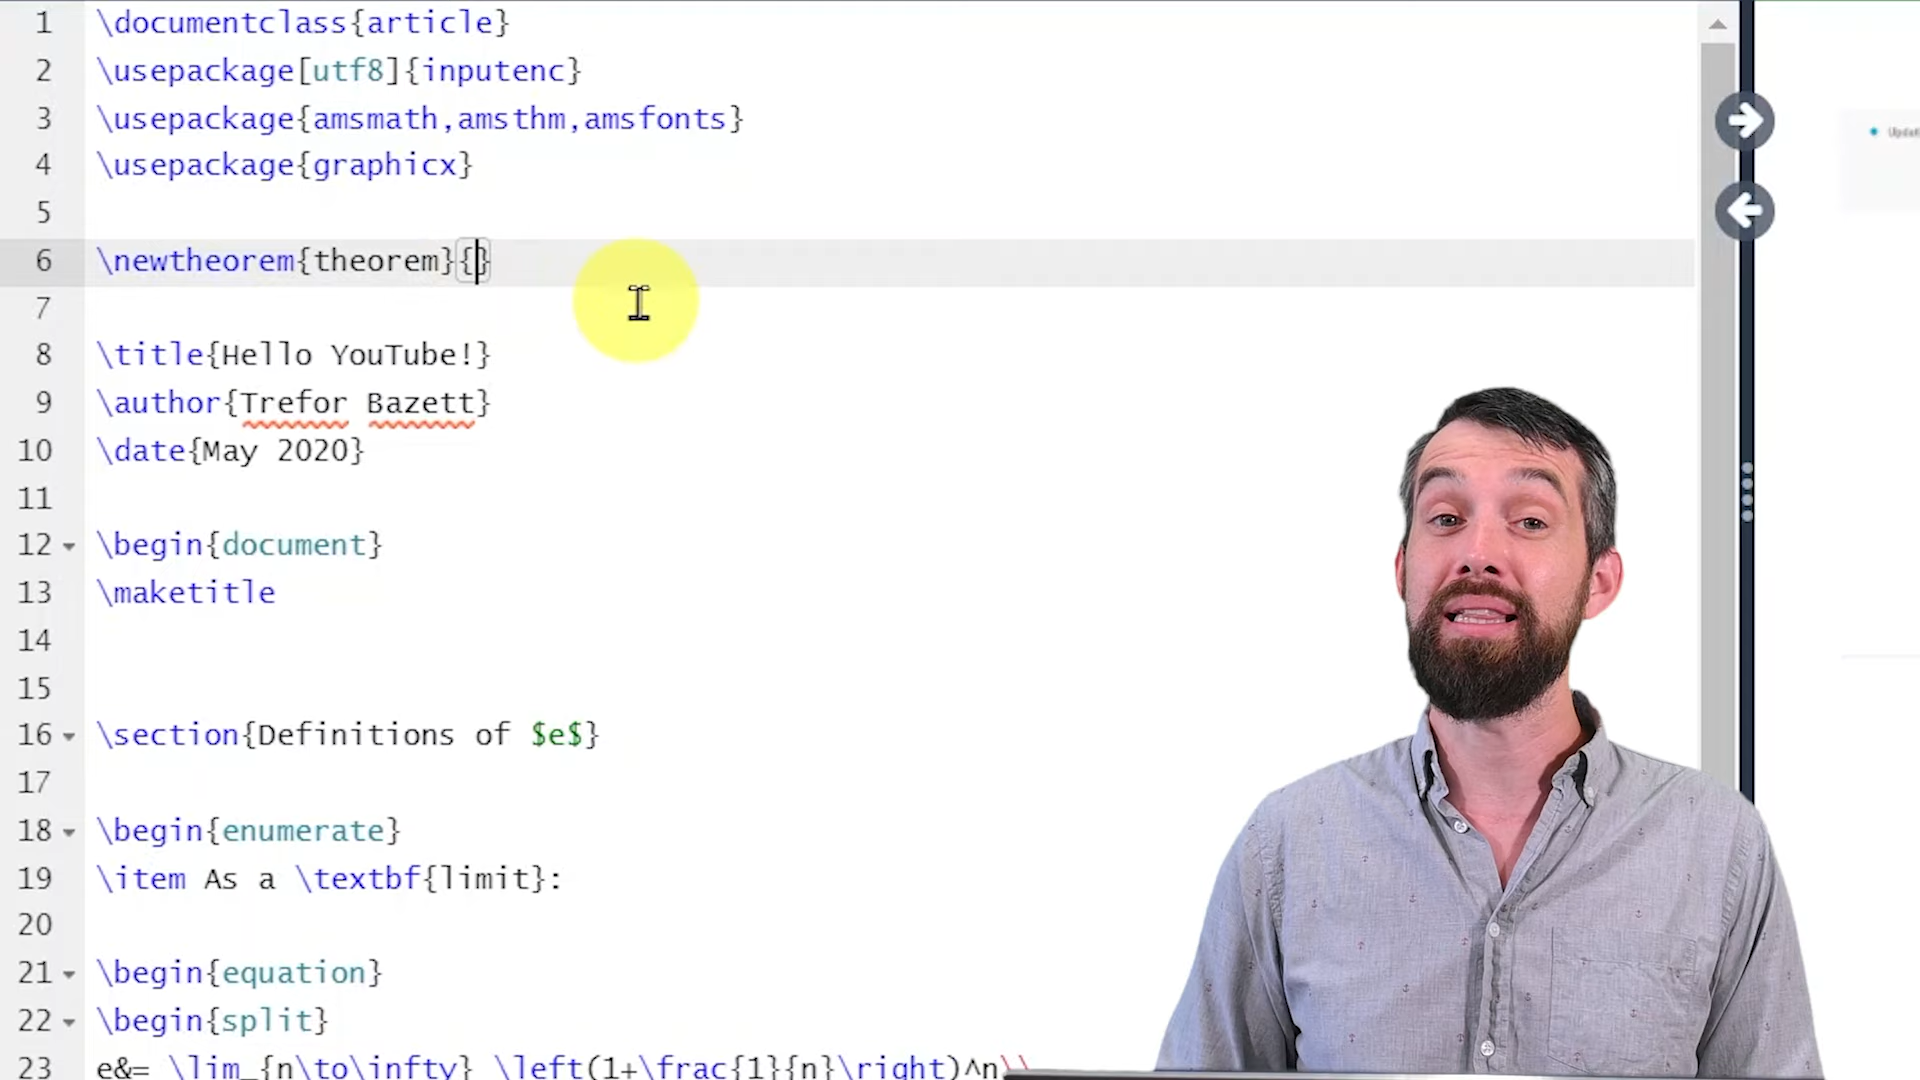 1 \documentclass{article}
2 \usepackage[utf8]{inputenc}
3 \usepackage{amsmath,amsthm,amsfonts}
4 \usepackage{graphicx}
5
6 \newtheorem{theorem}{}
7
8 \title{Hello YouTube!}
9 \author{Trefor Bazett}
10 \date{May 2020}
11
12 \begin{document}
13 \maketitle
14
15
16 \section{Definitions of $e$}
17
18 \begin{enumerate}
19 \item As a \textbf{limit}:
20
21 \begin{equation}
22 \begin{split}
23 e&= \lim_{n\to\infty} \left(1+\frac{1}{n}\right)^n\\